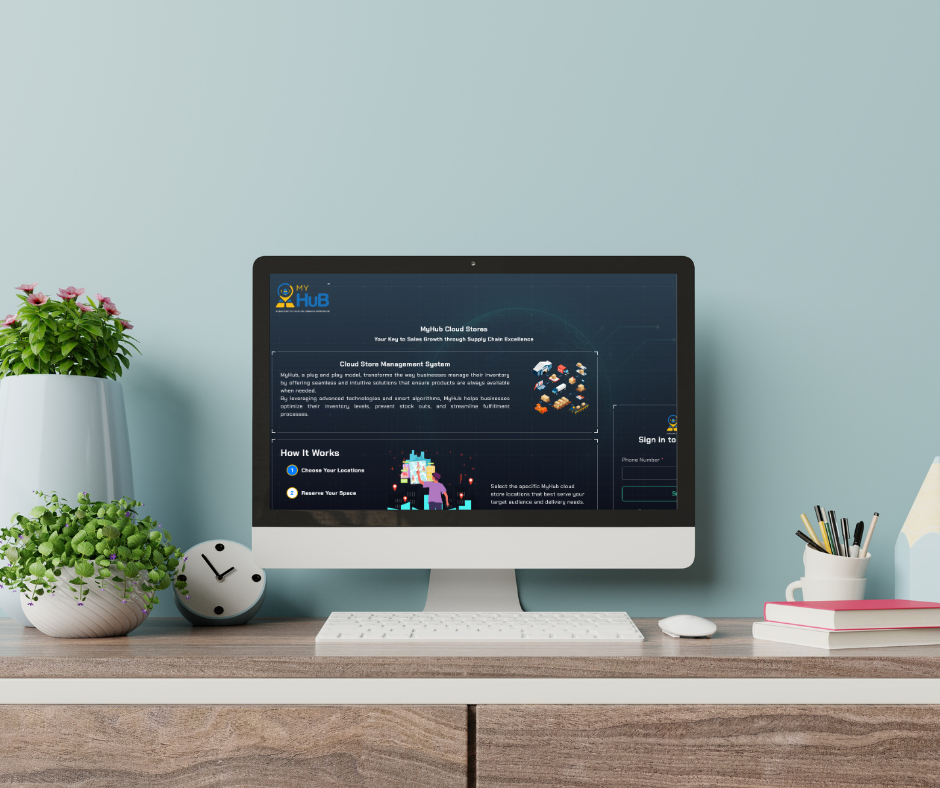 MY
HuB
MyHub Cloud Stores
Your Key to Sales Growth through Supply Chain Excellence
Cloud Store Management System
MyHub, a plug and play model, transforms the way businesses manage their inventory
by offering seamless and intuitive solutions that ensure products are always available
when needed.
By leveraging advanced technologies and smart algorithms, MyHub helps businesses
optimize their inventory levels, prevent stock outs, and streamline fulfillment
processes.
How It Works
1 Choose Your Locations
2 Reserve Your Space
Select the specific MyHub cloud
store locations that best serve your
target audience and delivery needs.
Sign in to
Phone Number *